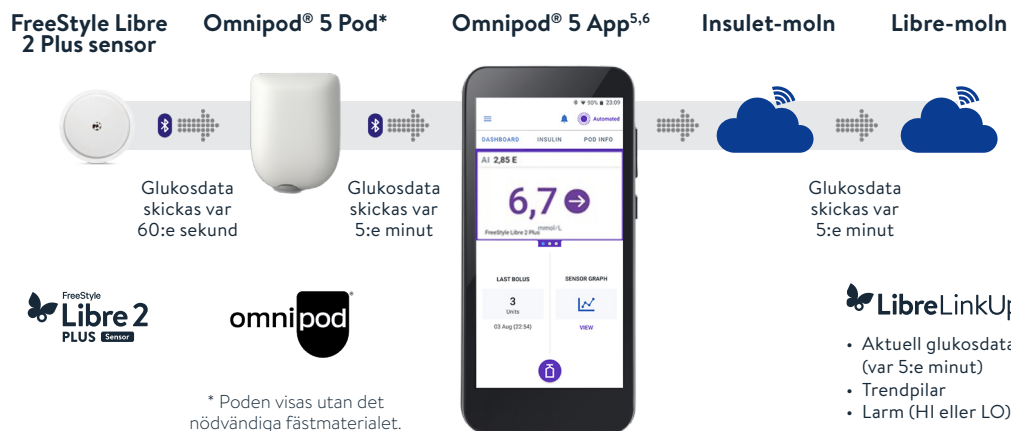 FreeStyle Libre
2 Plus sensor
Omnipod® 5 Pod*
Omnipod® 5 App5,6
Insulet-moln
Libre-moln
Glukosdata
skickas var
60:e sekund
Glukosdata
skickas var
5:e minut
50% 23:09
Automated
DASHBOARD INSULIN POD INFO
AI 2,85 E
6,7
mmol/L
FreeStyle Libre 2 Plus
LAST BOLUS
3
Units
03 Aug (22:54)
SENSOR GRAPH
VIEW
Glukosdata
skickas var
5:e minut
FreeStyle
Libre 2
PLUS Sensor
omnipod®
* Poden visas utan det
nödvändiga fästmaterialet.
LibreLinkUp
• Aktuell glukosdata
(var 5:e minut)
• Trendpilar
• Larm (HI eller LO)